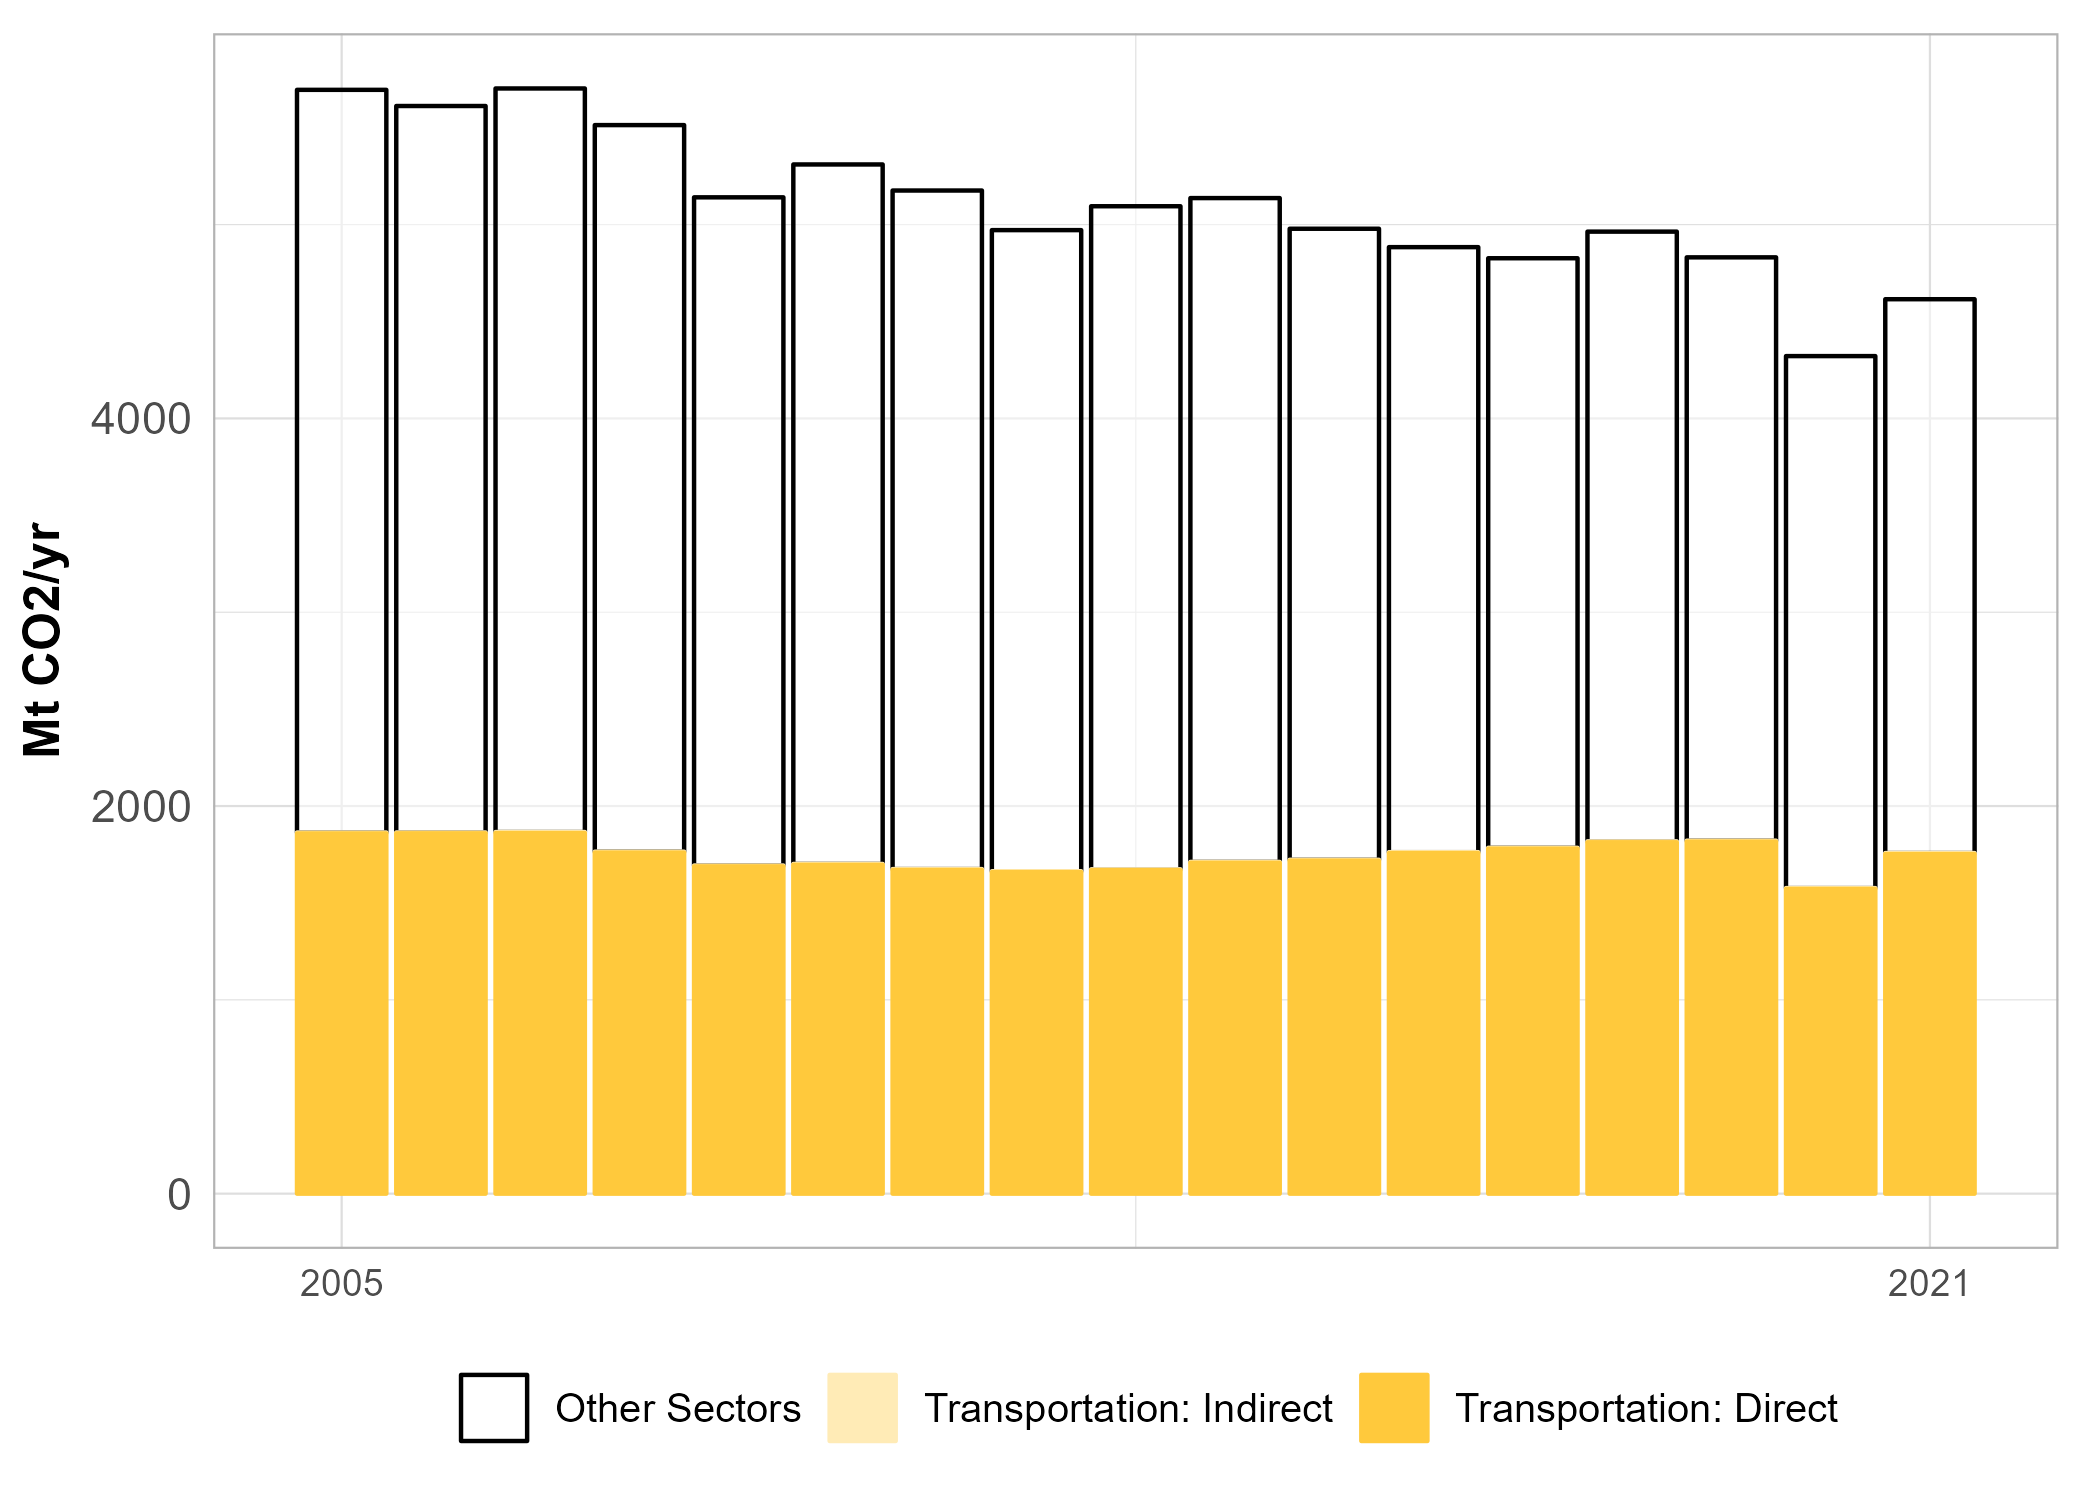 Mt CO2/yr
4000
2000
0
2005 2021
Other Sectors Transportation: Indirect Transportation: Direct